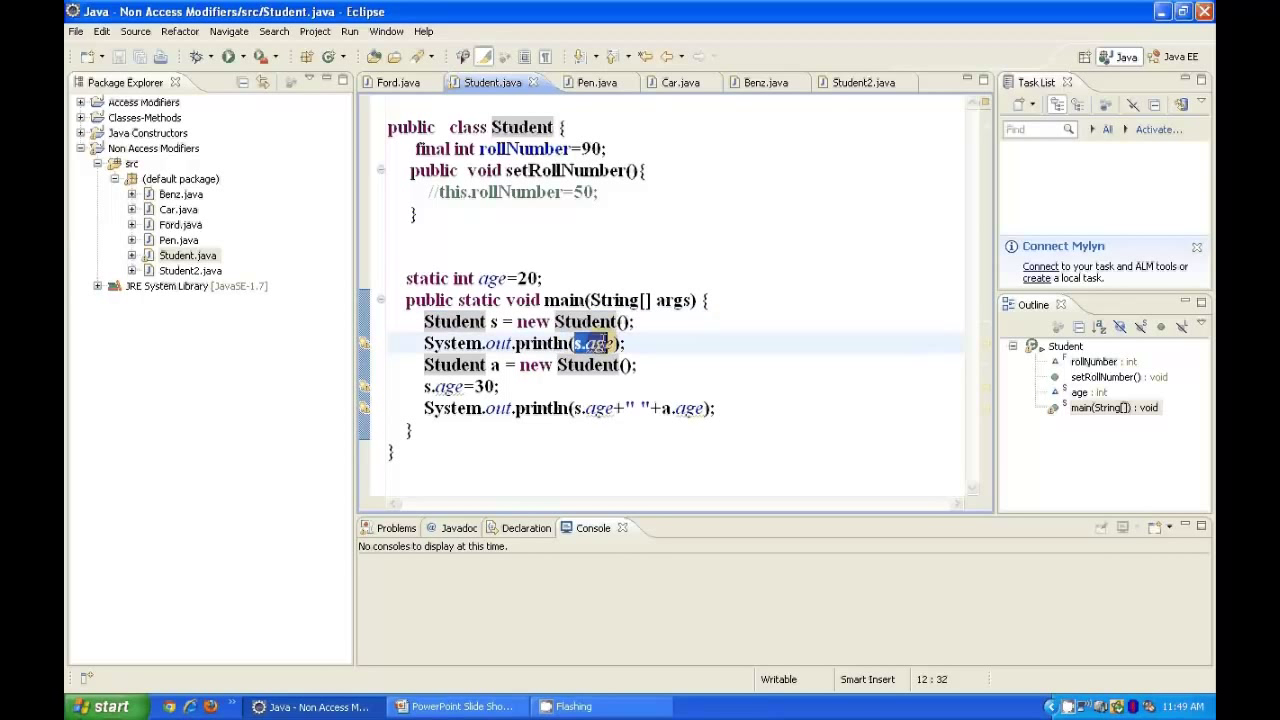 Java - Non Access Modifiers/src/Student.java - Eclipse
File Edit Source Refactor Navigate Search Project Run Window Help
Java Java EE
Package Explorer
Access Modifiers
Classes-Methods
Java Constructors
Non Access Modifiers
src
(default package)
Benz.java
Car.java
Ford.java
Pen.java
Student.java
Student2.java
JRE System Library [JavaSE-1.7]
Ford.java Student.java Pen.java Car.java Benz.java Student2.java
public class Student {
final int rollNumber=90;
public void setRollNumber(){
//this.rollNumber=50;
}
static int age=20;
public static void main(String[] args) {
Student s = new Student();
System.out.println(s.age);
Student a = new Student();
s.age=30;
System.out.println(s.age+" "+a.age);
}
}
Task List
Find All Activate...
Connect Mylyn
Connect to your task and ALM tools or
create a local task.
Outline
Student
rollNumber : int
setRollNumber() : void
age : int
main(String[]) : void
Problems @ Javadoc Declaration Console
No consoles to display at this time.
Writable Smart Insert 12 : 32
start Java - Non Access M... PowerPoint Slide Sho... Flashing 11:49 AM